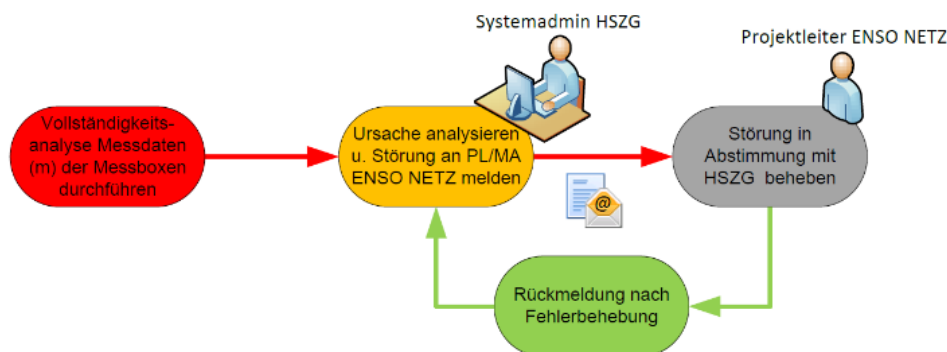 Systemadmin HSZG
Projektleiter ENSO NETZ
Vollständigkeits-
analyse Messdaten
(m) der Messboxen
durchführen
Ursache analysieren
u. Störung an PL/MA
ENSO NETZ melden
Störung in
Abstimmung mit
HSZG beheben
@
Rückmeldung nach
Fehlerbehebung